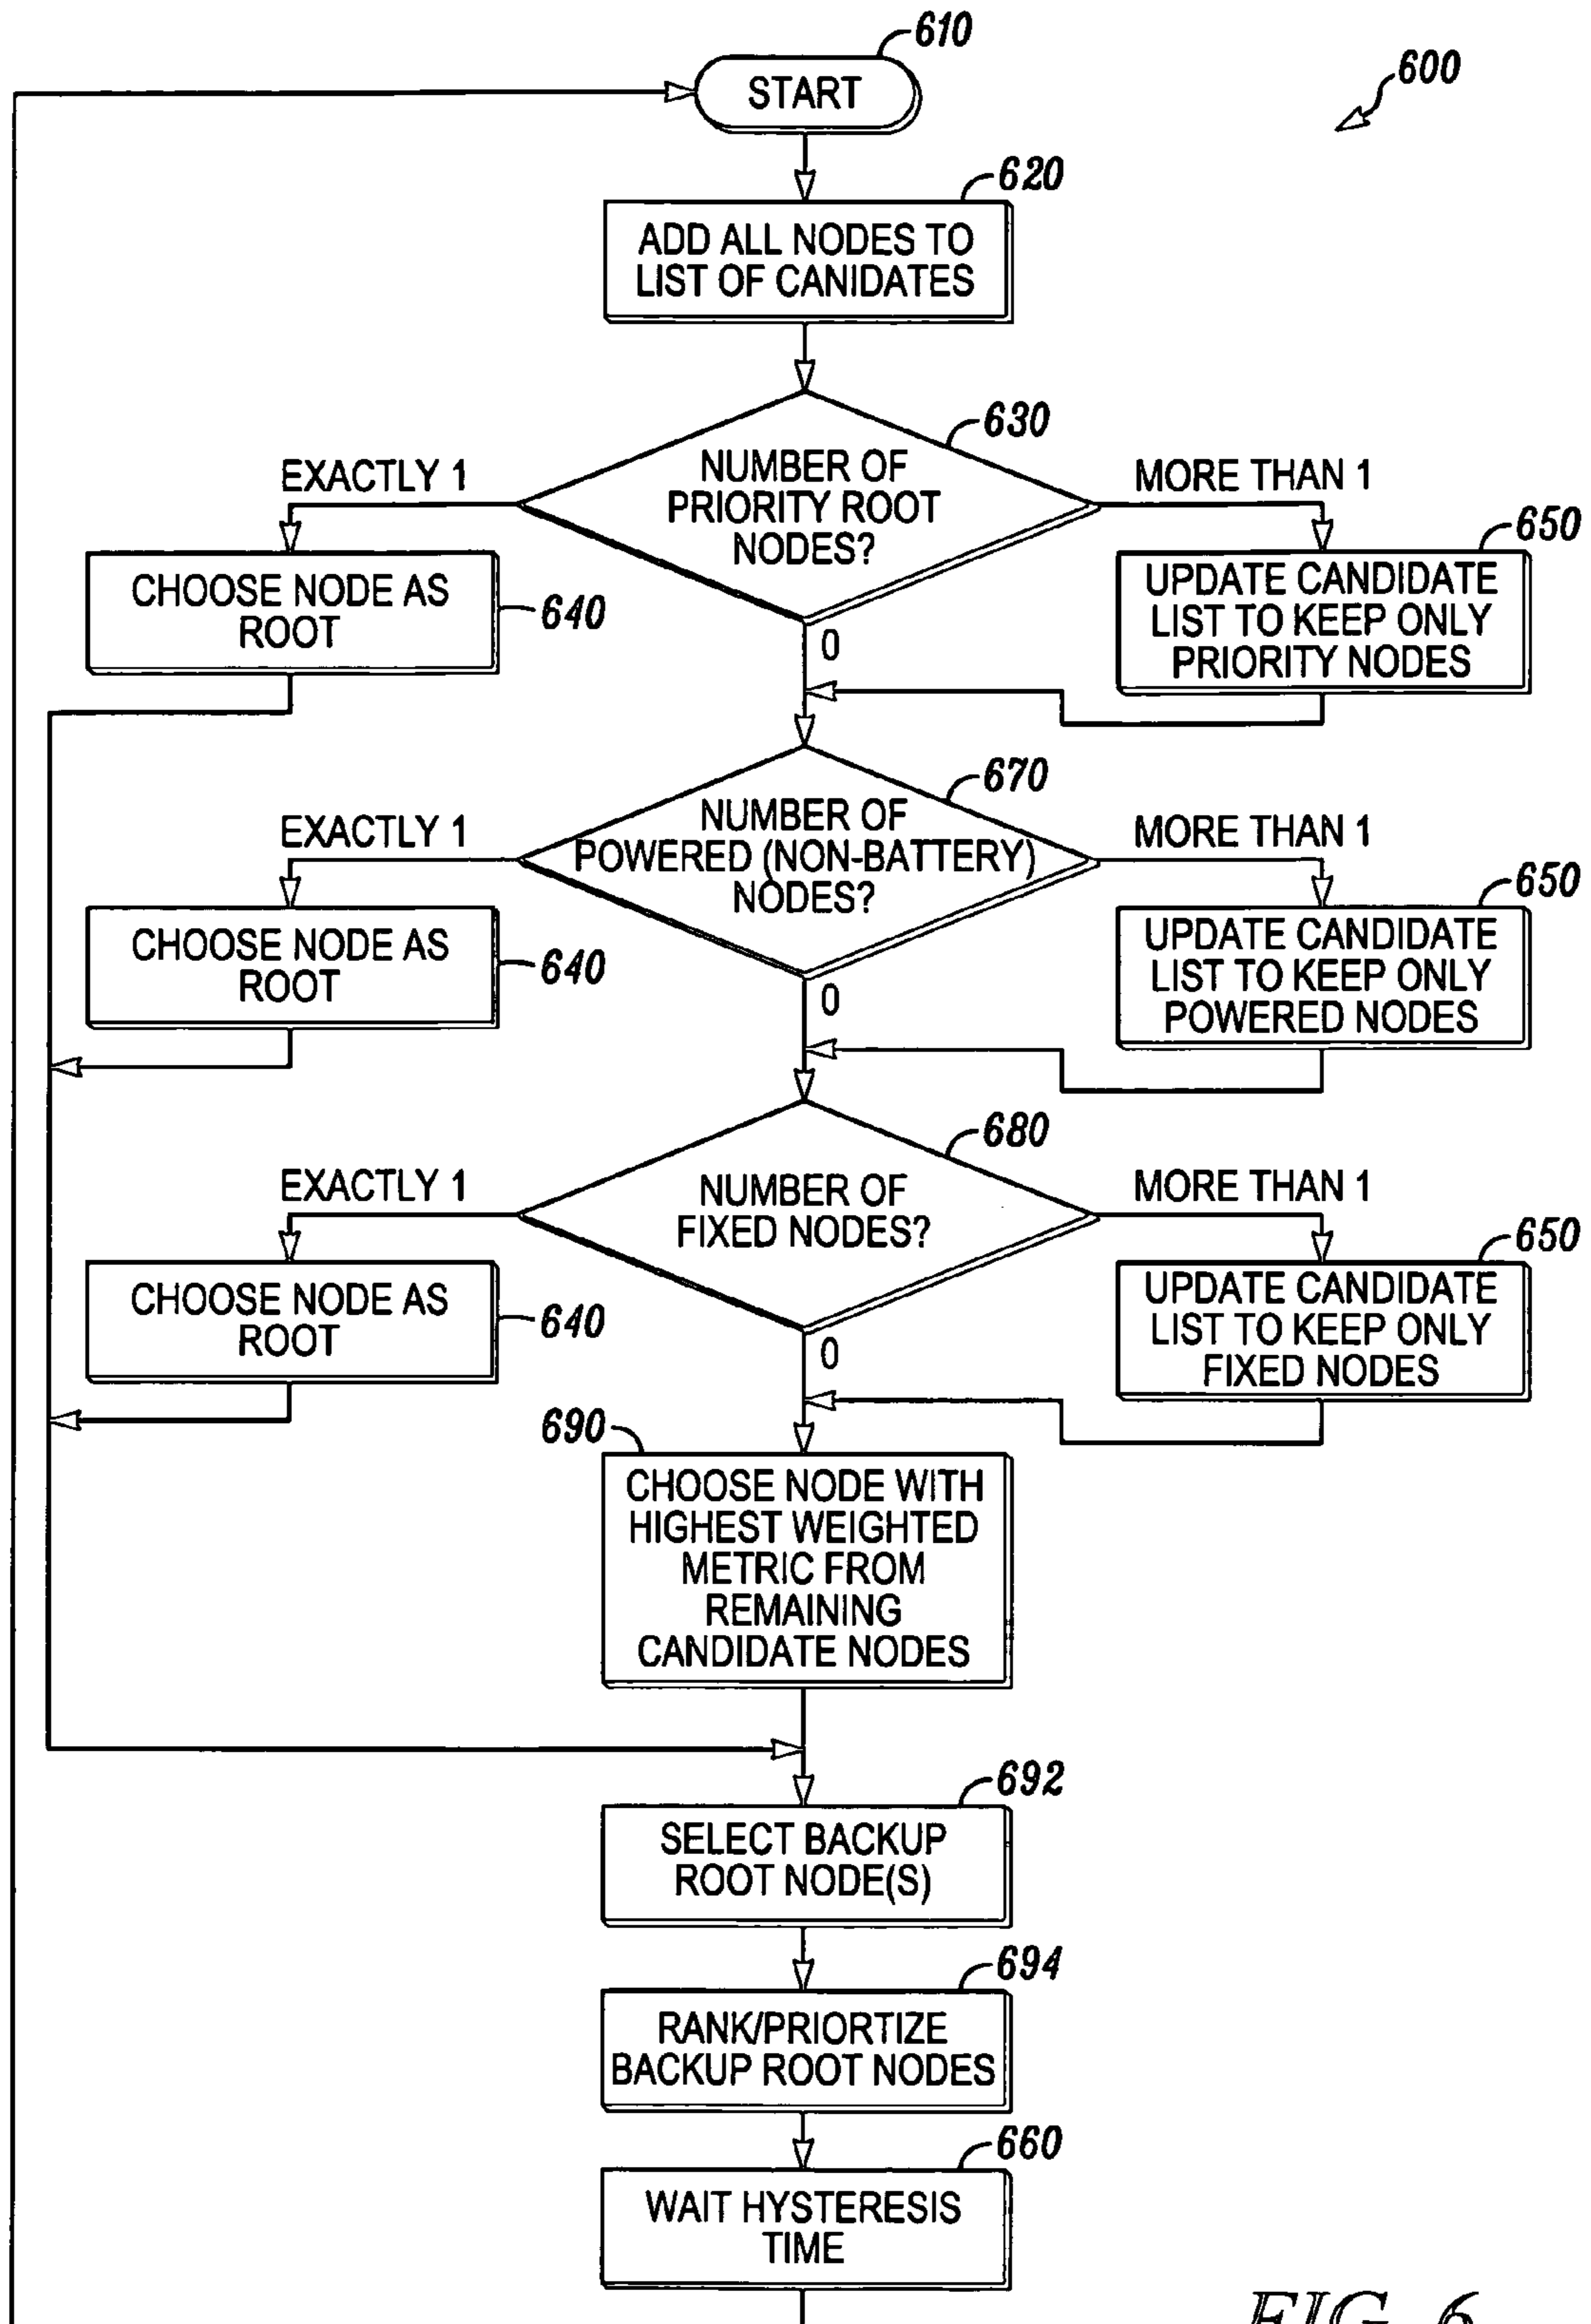 610
START
600
620
ADD ALL NODES TO
LIST OF CANIDATES
630
NUMBER OF
PRIORITY ROOT
NODES?
EXACTLY 1
MORE THAN 1
CHOOSE NODE AS
ROOT
640
650
UPDATE CANDIDATE
LIST TO KEEP ONLY
PRIORITY NODES
0
670
NUMBER OF
POWERED (NON-BATTERY)
NODES?
EXACTLY 1
MORE THAN 1
CHOOSE NODE AS
ROOT
640
650
UPDATE CANDIDATE
LIST TO KEEP ONLY
POWERED NODES
0
680
NUMBER OF
FIXED NODES?
EXACTLY 1
MORE THAN 1
CHOOSE NODE AS
ROOT
640
650
UPDATE CANDIDATE
LIST TO KEEP ONLY
FIXED NODES
0
690
CHOOSE NODE WITH
HIGHEST WEIGHTED
METRIC FROM
REMAINING
CANDIDATE NODES
692
SELECT BACKUP
ROOT NODE(S)
694
RANK/PRIORTIZE
BACKUP ROOT NODES
660
WAIT HYSTERESIS
TIME
FIG. 6